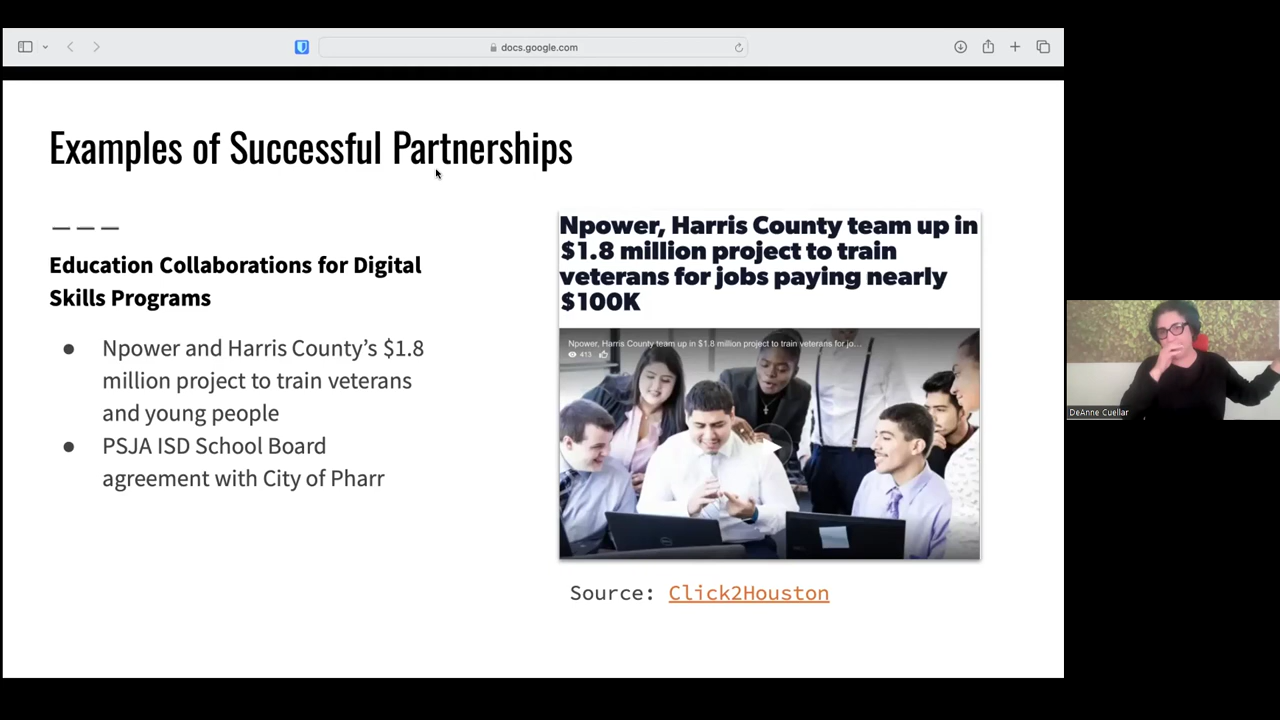 docs.google.com
Examples of Successful Partnerships
Education Collaborations for Digital
Skills Programs
● Npower and Harris County’s $1.8
million project to train veterans
and young people
● PSJA ISD School Board
agreement with City of Pharr
Npower, Harris County team up in
$1.8 million project to train
veterans for jobs paying nearly
$100K
Npower, Harris County team up in $1.8 million project to train veterans for jo...
413
Source: Click2Houston
DeAnne Cuellar